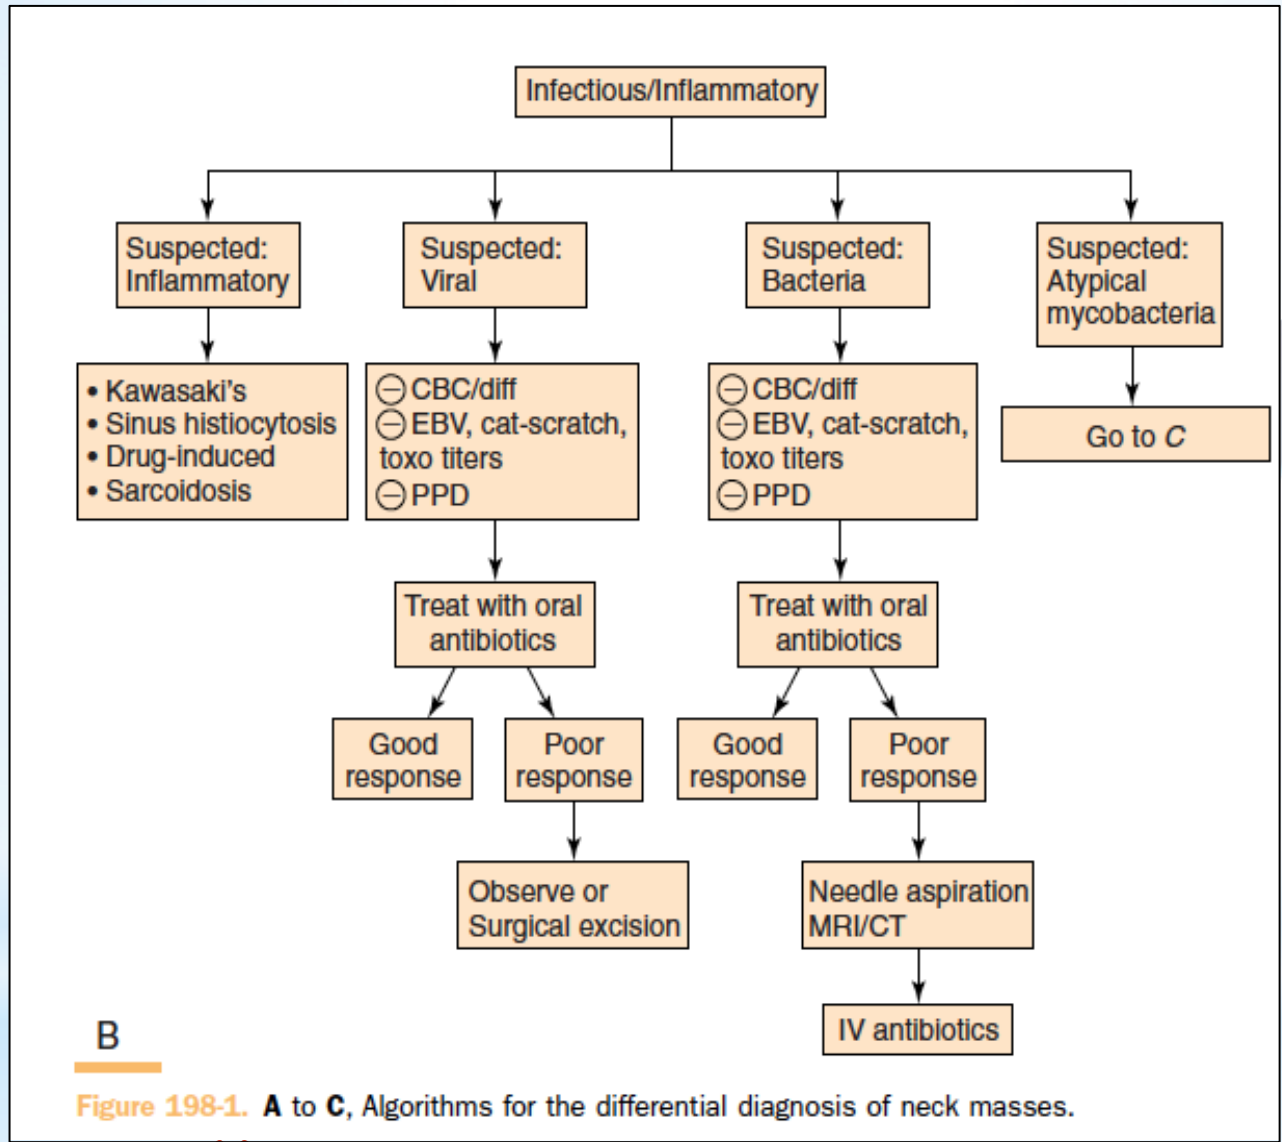 Infectious/Inflammatory
Suspected:
Inflammatory
Suspected:
Viral
Suspected:
Bacteria
Suspected:
Atypical
mycobacteria
• Kawasaki's
• Sinus histiocytosis
• Drug-induced
• Sarcoidosis
⊖ CBC/diff
⊖ EBV, cat-scratch,
toxo titers
⊖ PPD
⊖ CBC/diff
⊖ EBV, cat-scratch,
toxo titers
⊖ PPD
Go to C
Treat with oral
antibiotics
Treat with oral
antibiotics
Good
response
Poor
response
Good
response
Poor
response
Observe or
Surgical excision
Needle aspiration
MRI/CT
IV antibiotics
B
Figure 198-1. A to C, Algorithms for the differential diagnosis of neck masses.